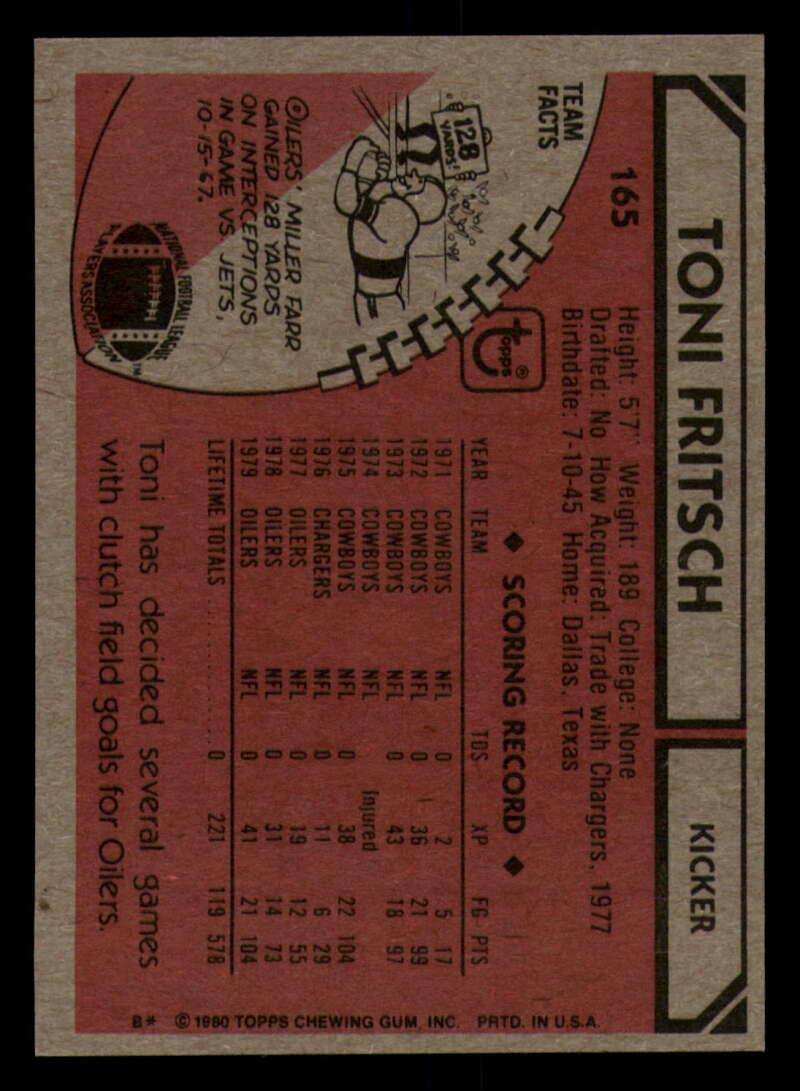 TONI FRITSCH
KICKER
165
Height: 5'7" Weight: 189 College: None
Drafted: No How Acquired: Trade with Chargers, 1977
Birthdate: 7-10-45 Home: Dallas, Texas
TEAM
FACTS
128
YARDS!
OILERS' MILLER FARR
GAINED 128 YARDS
ON INTERCEPTIONS
IN GAME VS. JETS,
10-15-67.
NATIONAL FOOTBALL LEAGUE
PLAYERS ASSOCIATION™
topps®
◆ SCORING RECORD ◆
YEAR TEAM TDS XP FG PTS
1971 COWBOYS NFL 0 2 5 17
1972 COWBOYS NFL 0 36 21 99
1973 COWBOYS NFL 0 43 18 97
1974 COWBOYS NFL Injured
1975 COWBOYS NFL 0 38 22 104
1976 CHARGERS NFL 0 11 6 29
1977 OILERS NFL 0 19 12 55
1978 OILERS NFL 0 31 14 73
1979 OILERS NFL 0 41 21 104
LIFETIME TOTALS .......... 0 221 119 578
Toni has decided several games
with clutch field goals for Oilers.
B* © 1980 TOPPS CHEWING GUM, INC. PRTD. IN U.S.A.